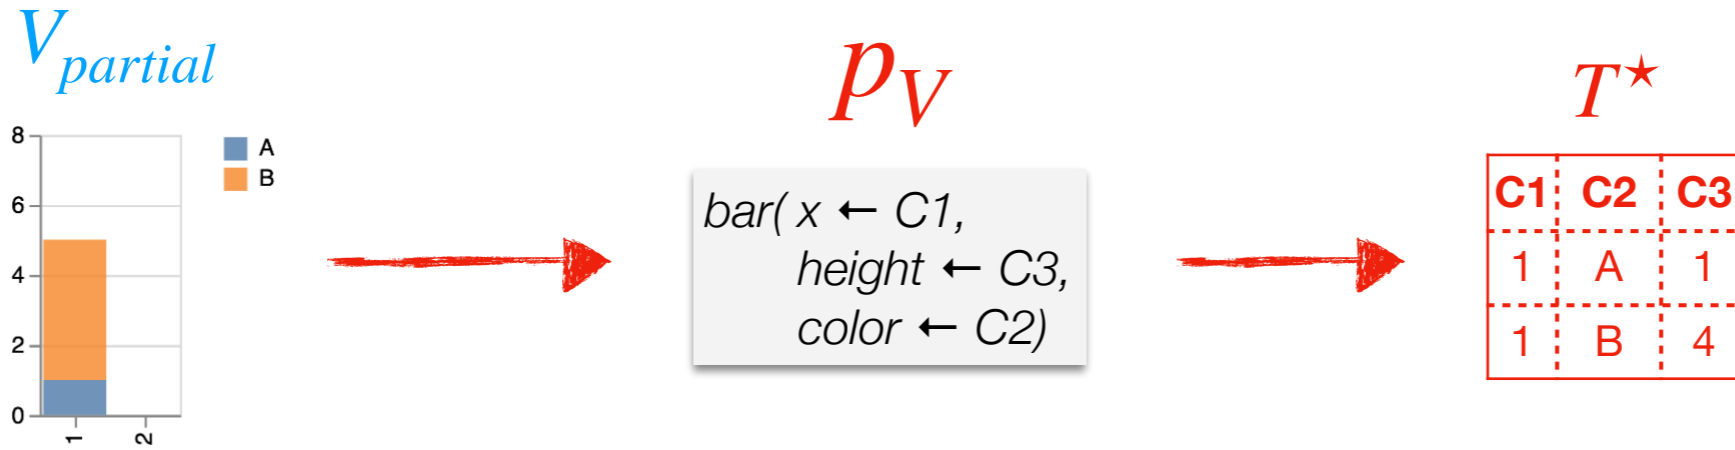 V_partial
8
6
4
2
0
1
2
A
B
p_V
bar( x ← C1,
height ← C3,
color ← C2)
T★
C1 C2 C3
1 A 1
1 B 4